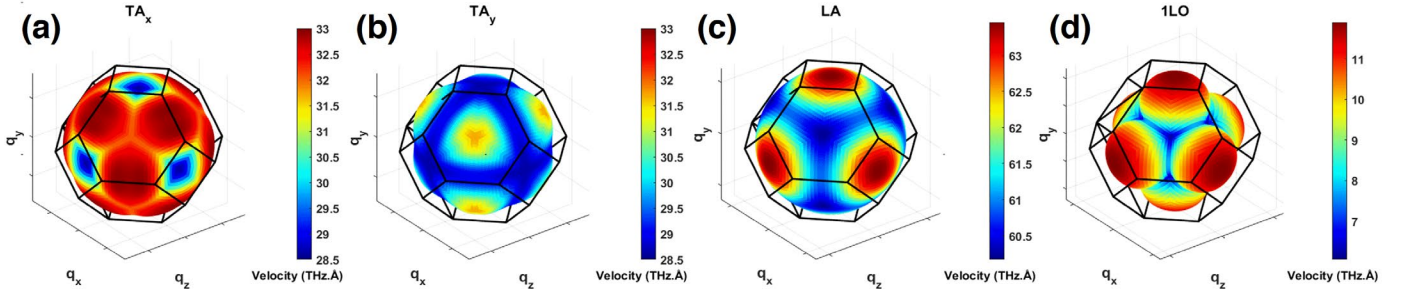 (a)
TAx
33
32.5
32
31.5
31
30.5
30
29.5
29
28.5
qy
qx
qz
Velocity (THz.Å)
(b)
TAy
33
32.5
32
31.5
31
30.5
30
29.5
29
28.5
qy
qx
qz
Velocity (THz.Å)
(c)
LA
63
62.5
62
61.5
61
60.5
qy
qx
qz
Velocity (THz.Å)
(d)
1LO
11
10
9
8
7
qy
qx
qz
Velocity (THz.Å)